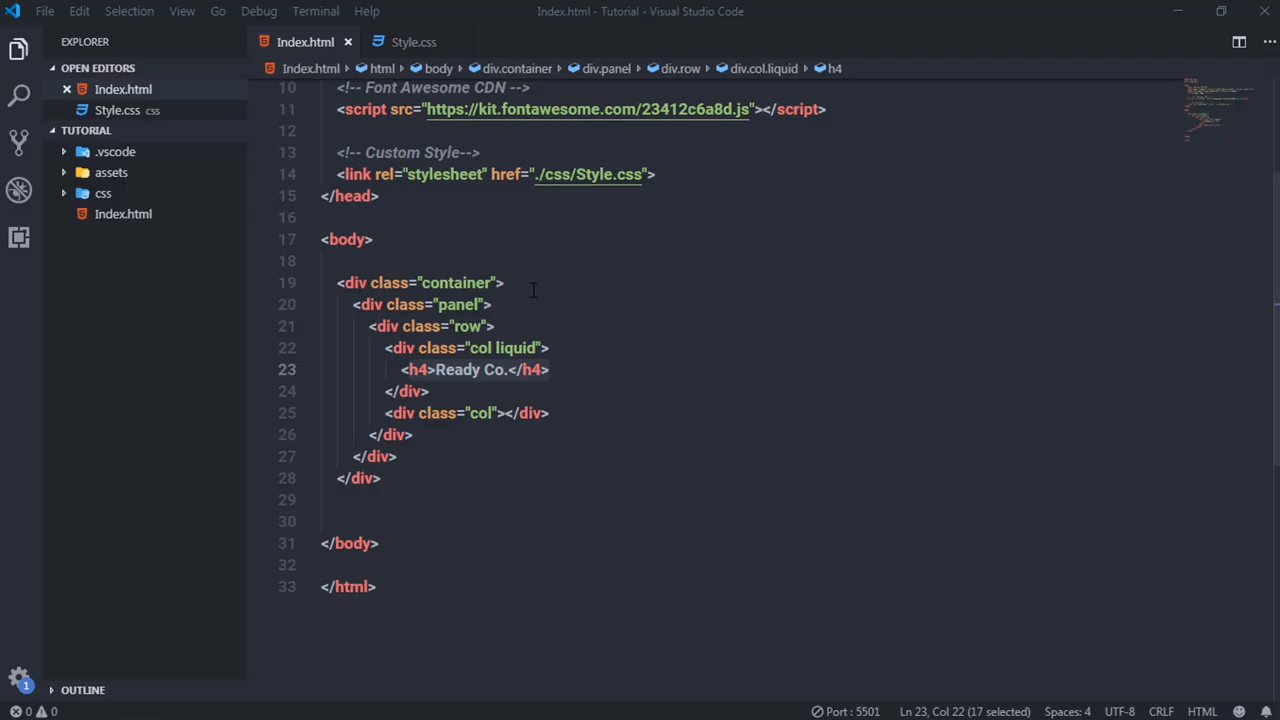 File Edit Selection View Go Debug Terminal Help Index.html - Tutorial - Visual Studio Code
EXPLORER
OPEN EDITORS
Index.html
Style.css css
TUTORIAL
.vscode
assets
css
Index.html
OUTLINE
Index.html Style.css
Index.html html body div.container div.panel div.row div.col.liquid h4
10 <!-- Font Awesome CDN -->
11 <script src="https://kit.fontawesome.com/23412c6a8d.js"></script>
12
13 <!-- Custom Style-->
14 <link rel="stylesheet" href="./css/Style.css">
15 </head>
16
17 <body>
18
19 <div class="container">
20 <div class="panel">
21 <div class="row">
22 <div class="col liquid">
23 <h4>Ready Co.</h4>
24 </div>
25 <div class="col"></div>
26 </div>
27 </div>
28 </div>
29
30
31 </body>
32
33 </html>
1
0 0 Port : 5501 Ln 23, Col 22 (17 selected) Spaces: 4 UTF-8 CRLF HTML